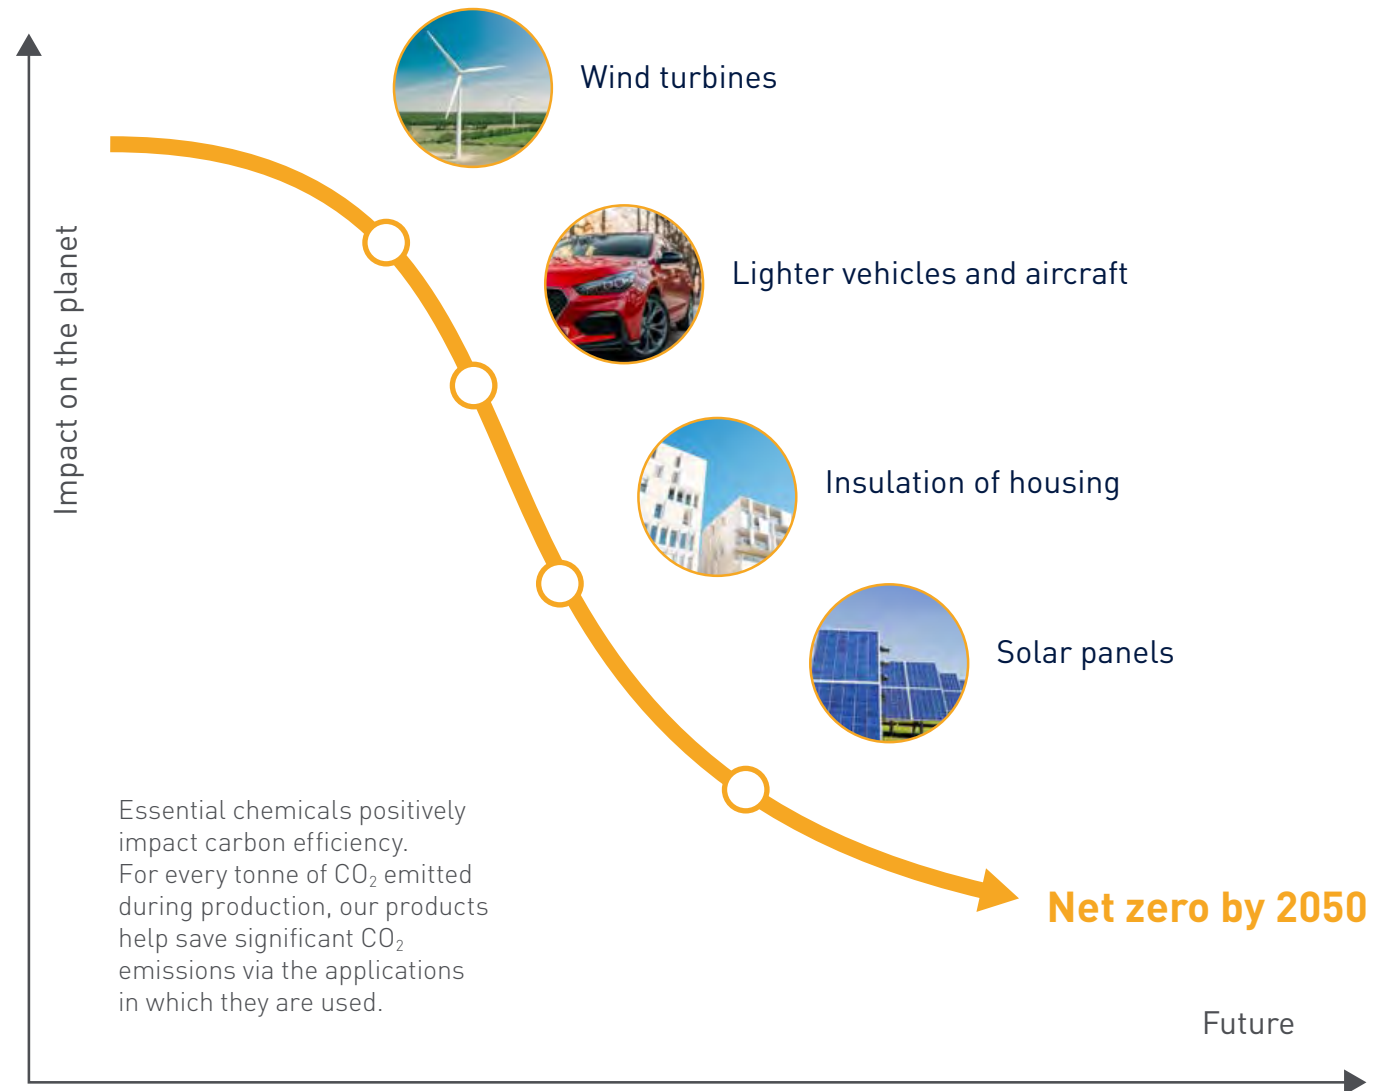 Wind turbines
Impact on the planet
Lighter vehicles and aircraft
Insulation of housing
Solar panels
Essential chemicals positively
impact carbon efficiency.
For every tonne of CO₂ emitted
during production, our products
help save significant CO₂
emissions via the applications
in which they are used.
Net zero by 2050
Future